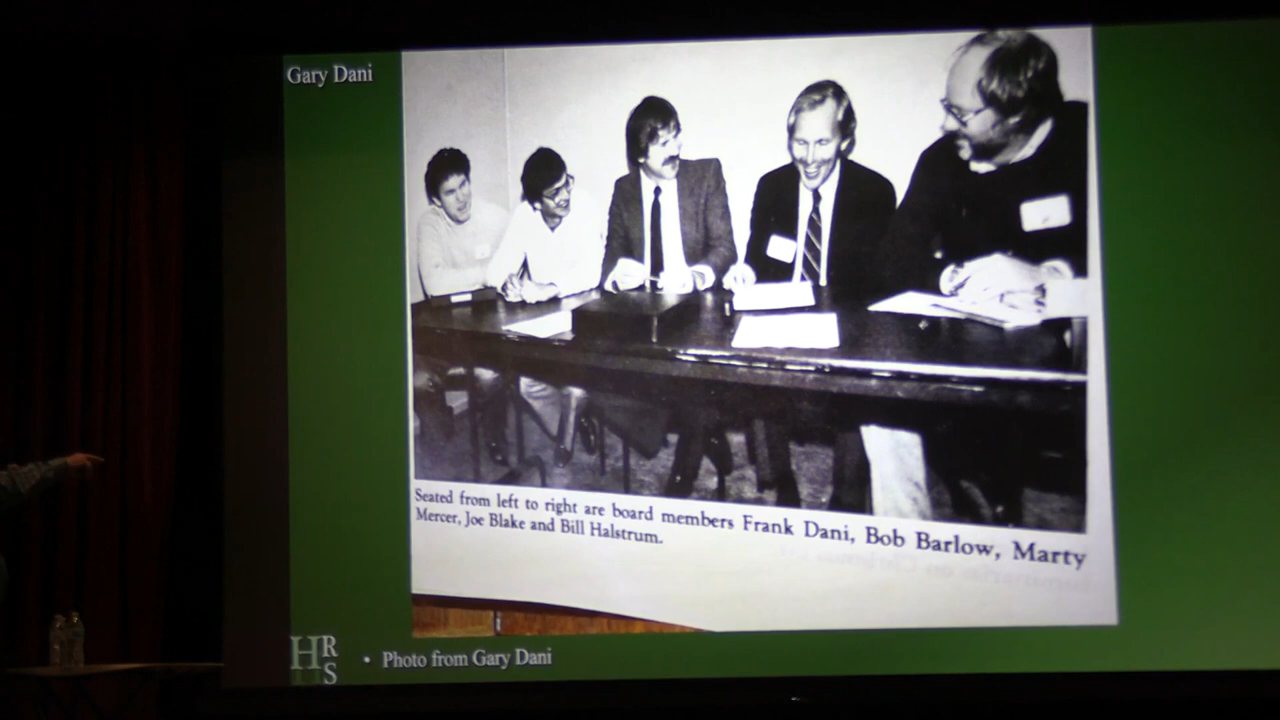 Gary Dani
Seated from left to right are board members Frank Dani, Bob Barlow, Marty
Mercer, Joe Blake and Bill Halstrum.
HRS
• Photo from Gary Dani